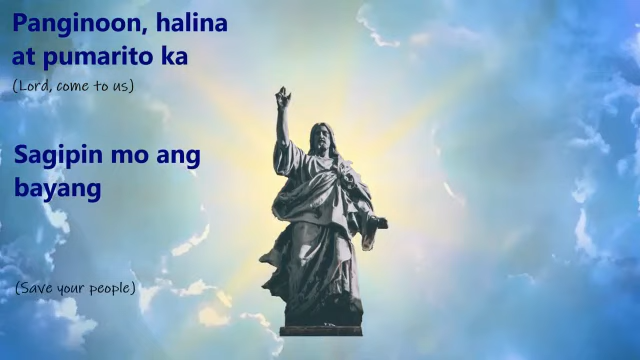 Panginoon, halina
at pumarito ka
(Lord, come to us)
Sagipin mo ang
bayang
(Save your people)